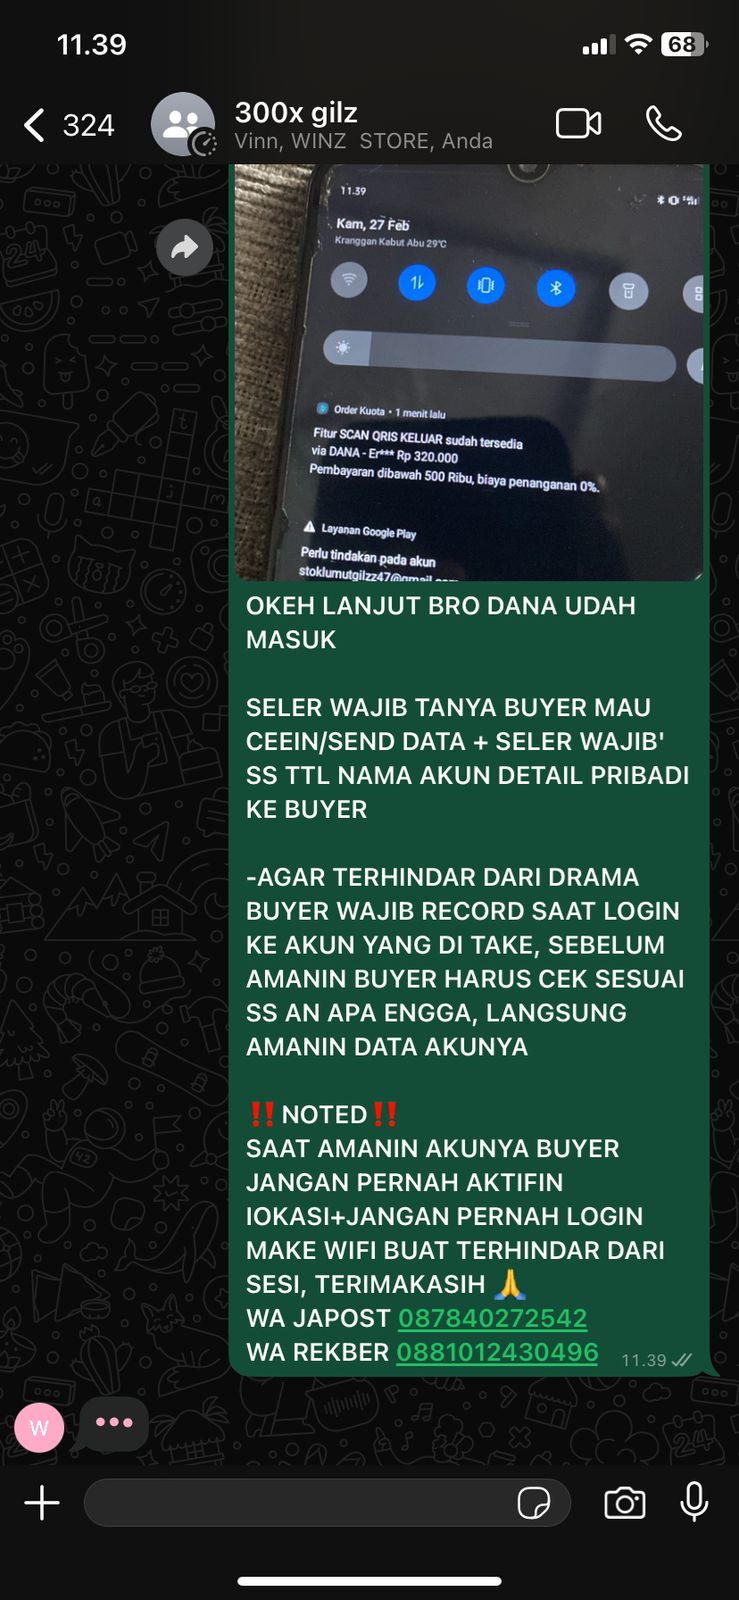 11.39
68
324
300x gilz
Vinn, WINZ STORE, Anda
11.39
Kam, 27 Feb
Kranggan Kabut Abu 29°C
Order Kuota • 1 menit lalu
Fitur SCAN QRIS KELUAR sudah tersedia
via DANA - Er*** Rp 320.000
Pembayaran dibawah 500 Ribu, biaya penanganan 0%.
Layanan Google Play
Perlu tindakan pada akun
OKEH LANJUT BRO DANA UDAH
MASUK
SELER WAJIB TANYA BUYER MAU
CEEIN/SEND DATA + SELER WAJIB'
SS TTL NAMA AKUN DETAIL PRIBADI
KE BUYER
-AGAR TERHINDAR DARI DRAMA
BUYER WAJIB RECORD SAAT LOGIN
KE AKUN YANG DI TAKE, SEBELUM
AMANIN BUYER HARUS CEK SESUAI
SS AN APA ENGGA, LANGSUNG
AMANIN DATA AKUNYA
‼️NOTED‼️
SAAT AMANIN AKUNYA BUYER
JANGAN PERNAH AKTIFIN
lOKASI+JANGAN PERNAH LOGIN
MAKE WIFI BUAT TERHINDAR DARI
SESI, TERIMAKASIH 🙏
WA JAPOST 087840272542
WA REKBER 0881012430496
11.39
W